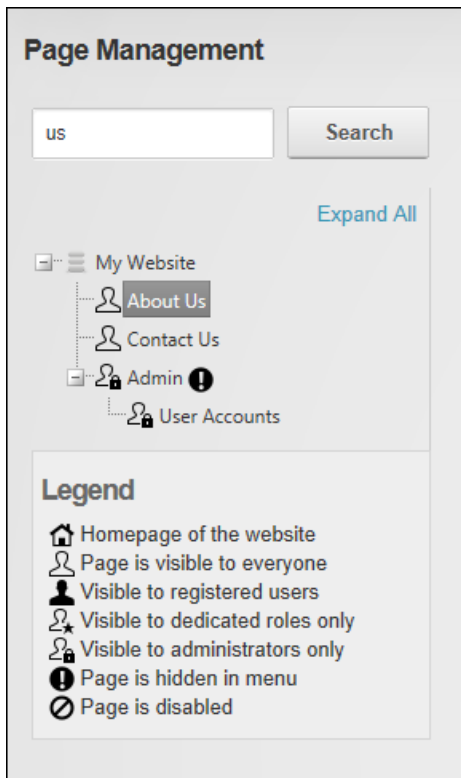 Page Management
us
Search
Expand All
My Website
About Us
Contact Us
Admin
User Accounts
Legend
Homepage of the website
Page is visible to everyone
Visible to registered users
Visible to dedicated roles only
Visible to administrators only
Page is hidden in menu
Page is disabled